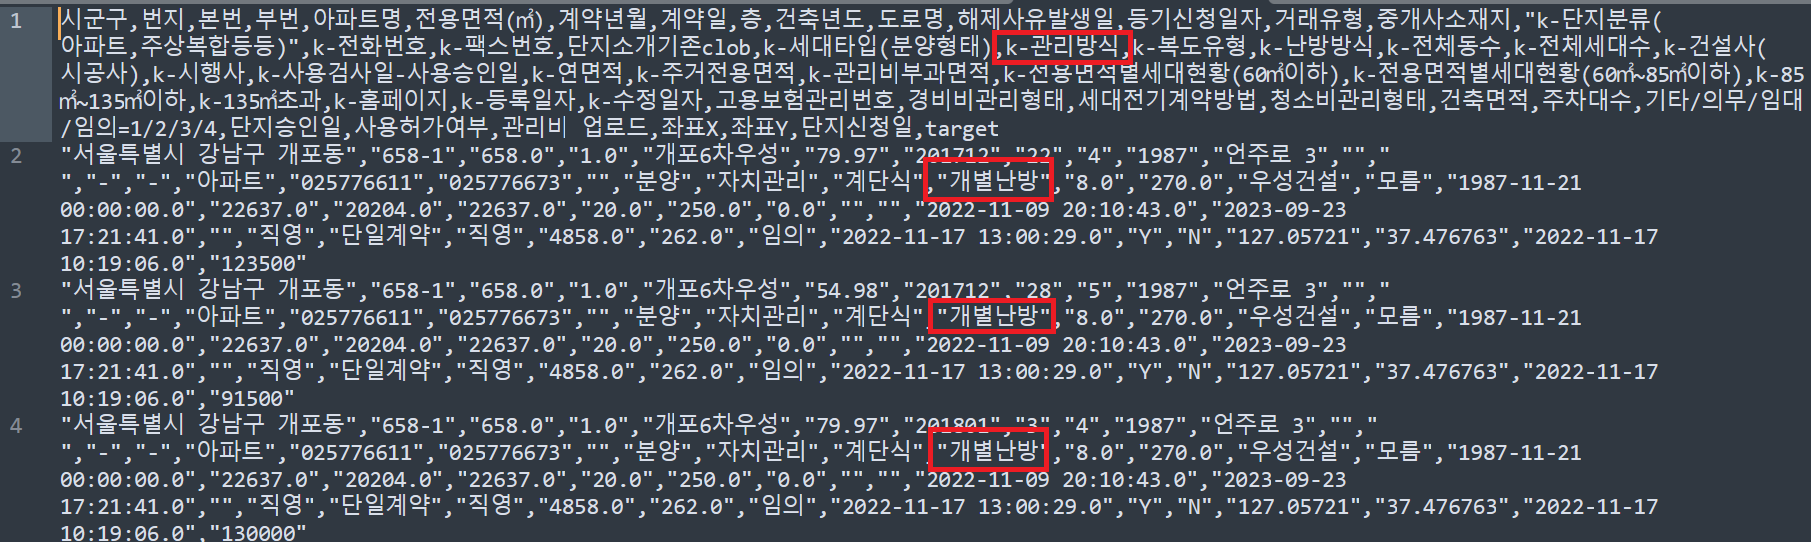 1 시군구,번지,본번,부번,아파트명,전용면적(㎡),계약년월,계약일,층,건축년도,도로명,해제사유발생일,등기신청일자,거래유형,중개사소재지,"k-단지분류(
아파트,주상복합등등)",k-전화번호,k-팩스번호,단지소개기존clob,k-세대타입(분양형태),k-관리방식,k-복도유형,k-난방방식,k-전체동수,k-전체세대수,k-건설사(
시공사),k-시행사,k-사용검사일-사용승인일,k-연면적,k-주거전용면적,k-관리비부과면적,k-전용면적별세대현황(60㎡이하),k-전용면적별세대현황(60㎡~85㎡이하),k-85
㎡~135㎡이하,k-135㎡초과,k-홈페이지,k-등록일자,k-수정일자,고용보험관리번호,경비비관리형태,세대전기계약방법,청소비관리형태,건축면적,주차대수,기타/의무/임대
/임의=1/2/3/4,단지승인일,사용허가여부,관리비 업로드,좌표X,좌표Y,단지신청일,target
2 "서울특별시 강남구 개포동","658-1","658.0","1.0","개포6차우성","79.97","201712","22","4","1987","언주로 3","","
","-","-","아파트","025776611","025776673","","분양","자치관리","계단식","개별난방","8.0","270.0","우성건설","모름","1987-11-21
00:00:00.0","22637.0","20204.0","22637.0","20.0","250.0","0.0","","","2022-11-09 20:10:43.0","2023-09-23
17:21:41.0","","직영","단일계약","직영","4858.0","262.0","임의","2022-11-17 13:00:29.0","Y","N","127.05721","37.476763","2022-11-17
10:19:06.0","123500"
3 "서울특별시 강남구 개포동","658-1","658.0","1.0","개포6차우성","54.98","201712","28","5","1987","언주로 3","","
","-","-","아파트","025776611","025776673","","분양","자치관리","계단식","개별난방","8.0","270.0","우성건설","모름","1987-11-21
00:00:00.0","22637.0","20204.0","22637.0","20.0","250.0","0.0","","","2022-11-09 20:10:43.0","2023-09-23
17:21:41.0","","직영","단일계약","직영","4858.0","262.0","임의","2022-11-17 13:00:29.0","Y","N","127.05721","37.476763","2022-11-17
10:19:06.0","91500"
4 "서울특별시 강남구 개포동","658-1","658.0","1.0","개포6차우성","79.97","201801","3","4","1987","언주로 3","","
","-","-","아파트","025776611","025776673","","분양","자치관리","계단식","개별난방","8.0","270.0","우성건설","모름","1987-11-21
00:00:00.0","22637.0","20204.0","22637.0","20.0","250.0","0.0","","","2022-11-09 20:10:43.0","2023-09-23
17:21:41.0","","직영","단일계약","직영","4858.0","262.0","임의","2022-11-17 13:00:29.0","Y","N","127.05721","37.476763","2022-11-17
10:19:06.0","130000"